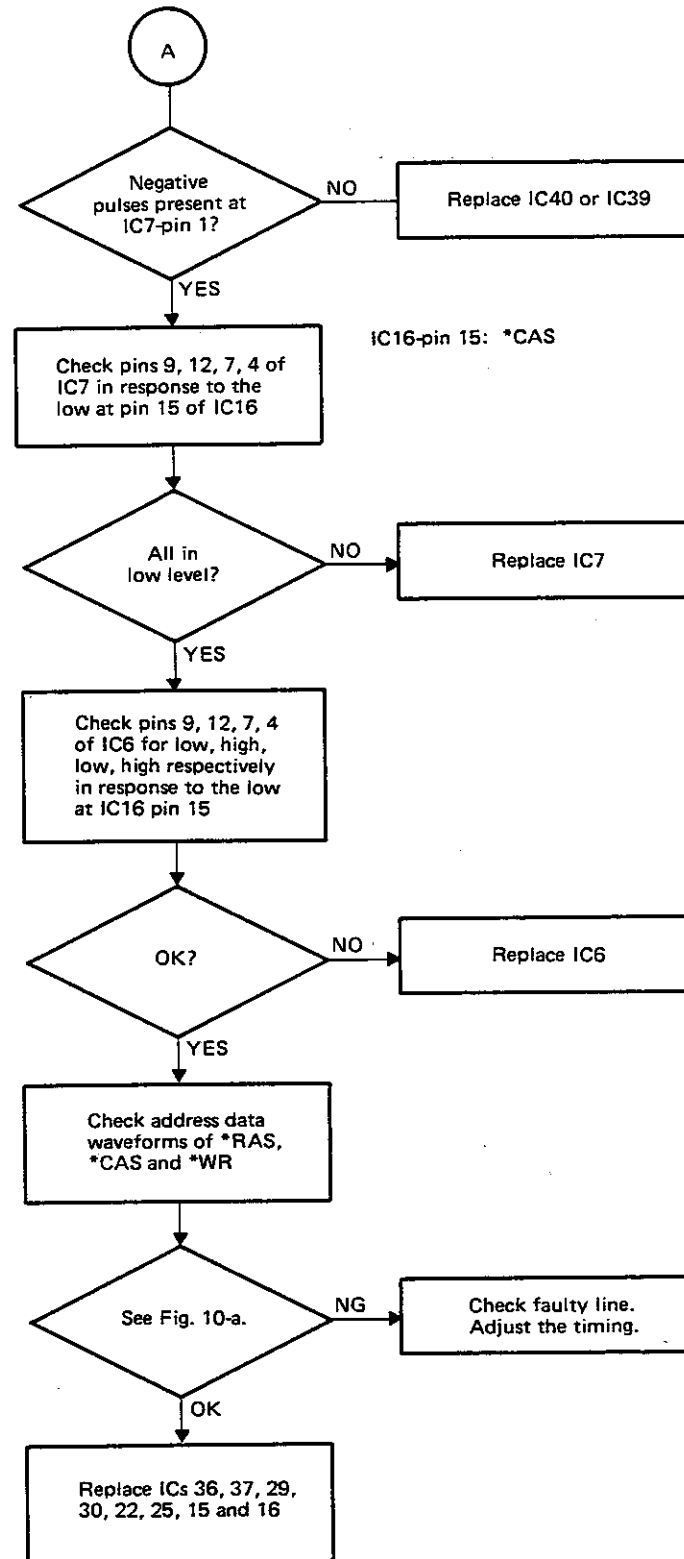 A
Negative
pulses present at
IC7-pin 1?
NO
Replace IC40 or IC39
YES
IC16-pin 15: *CAS
Check pins 9, 12, 7, 4 of
IC7 in response to the
low at pin 15 of IC16
All in
low level?
NO
Replace IC7
YES
Check pins 9, 12, 7, 4
of IC6 for low, high,
low, high respectively
in response to the low
at IC16 pin 15
OK?
NO
Replace IC6
YES
Check address data
waveforms of *RAS,
*CAS and *WR
See Fig. 10-a.
NG
Check faulty line.
Adjust the timing.
OK
Replace ICs 36, 37, 29,
30, 22, 25, 15 and 16